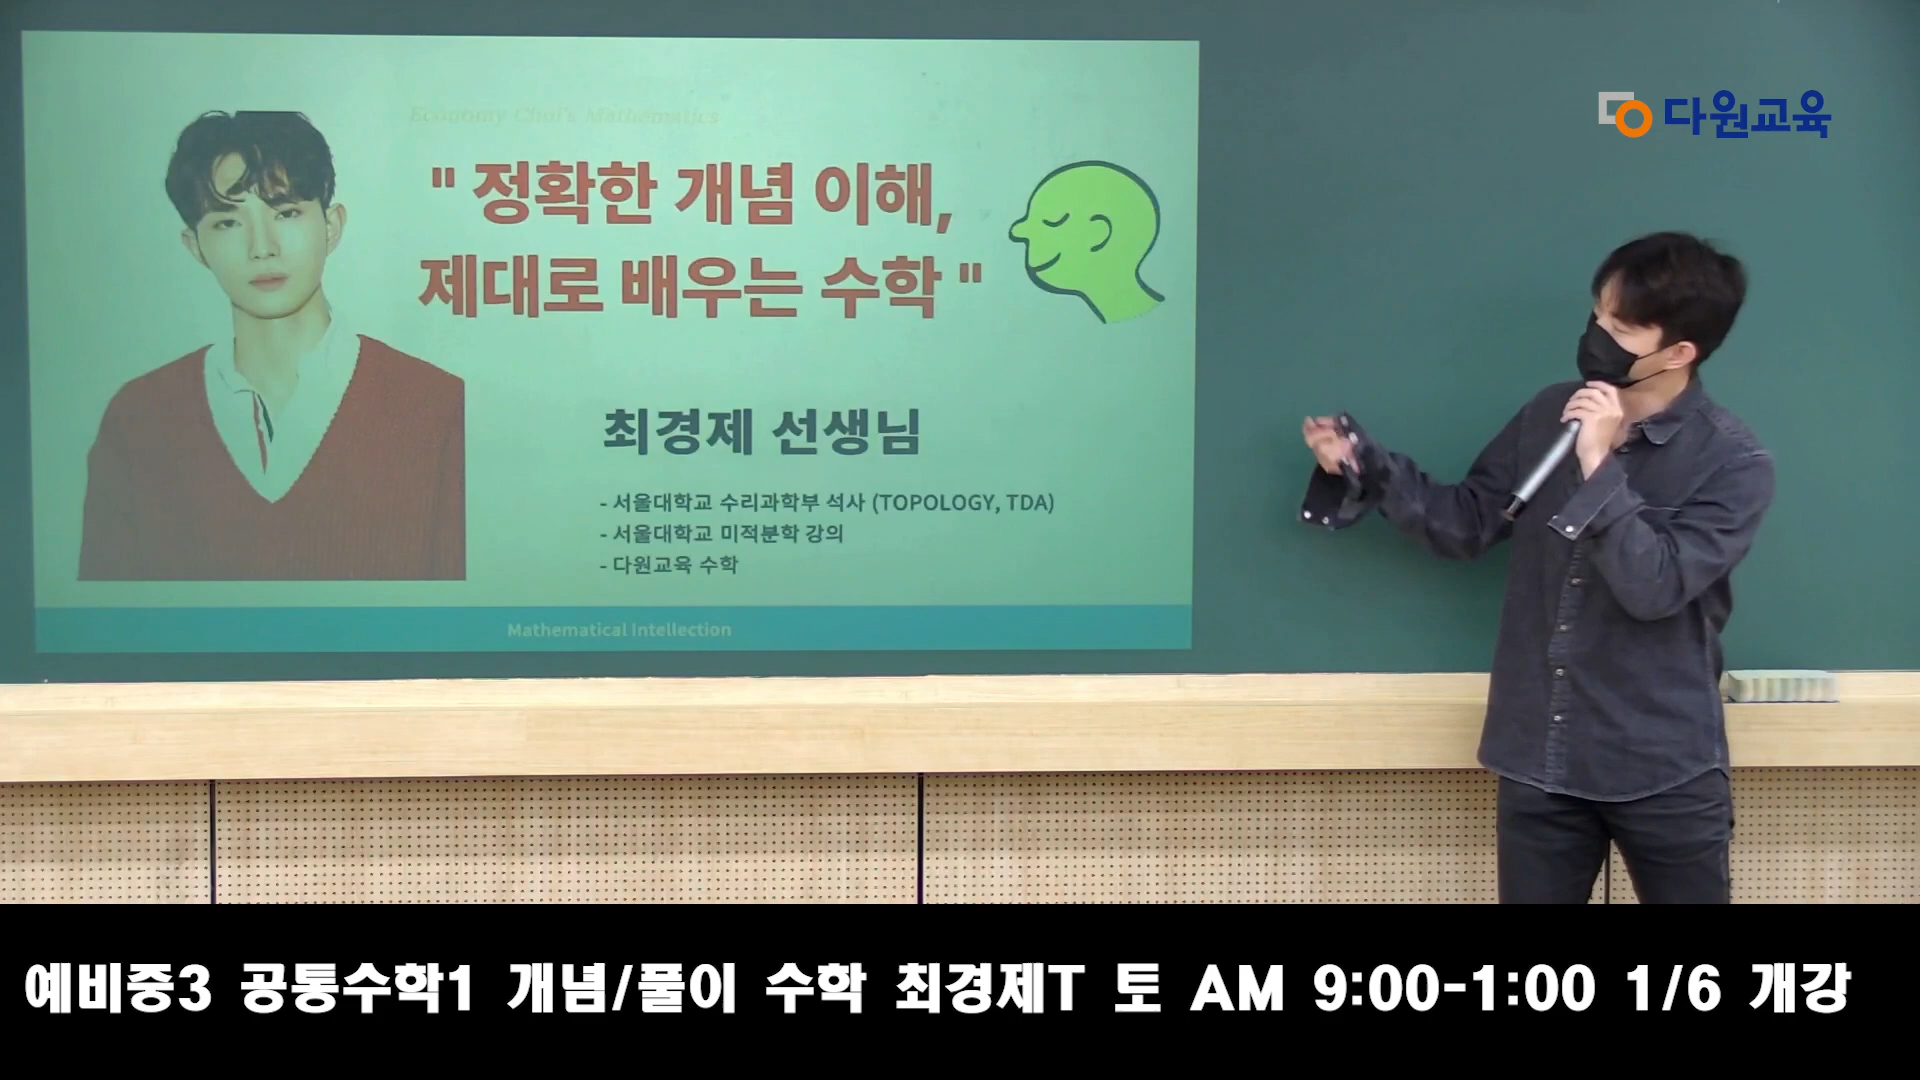 Economy Choi's Mathematics
" 정확한 개념 이해,
제대로 배우는 수학 "
최경제 선생님
- 서울대학교 수리과학부 석사 (TOPOLOGY, TDA)
- 서울대학교 미적분학 강의
- 다원교육 수학
Mathematical Intellection
다원교육
예비중3 공통수학1 개념/풀이 수학 최경제T 토 AM 9:00-1:00 1/6 개강